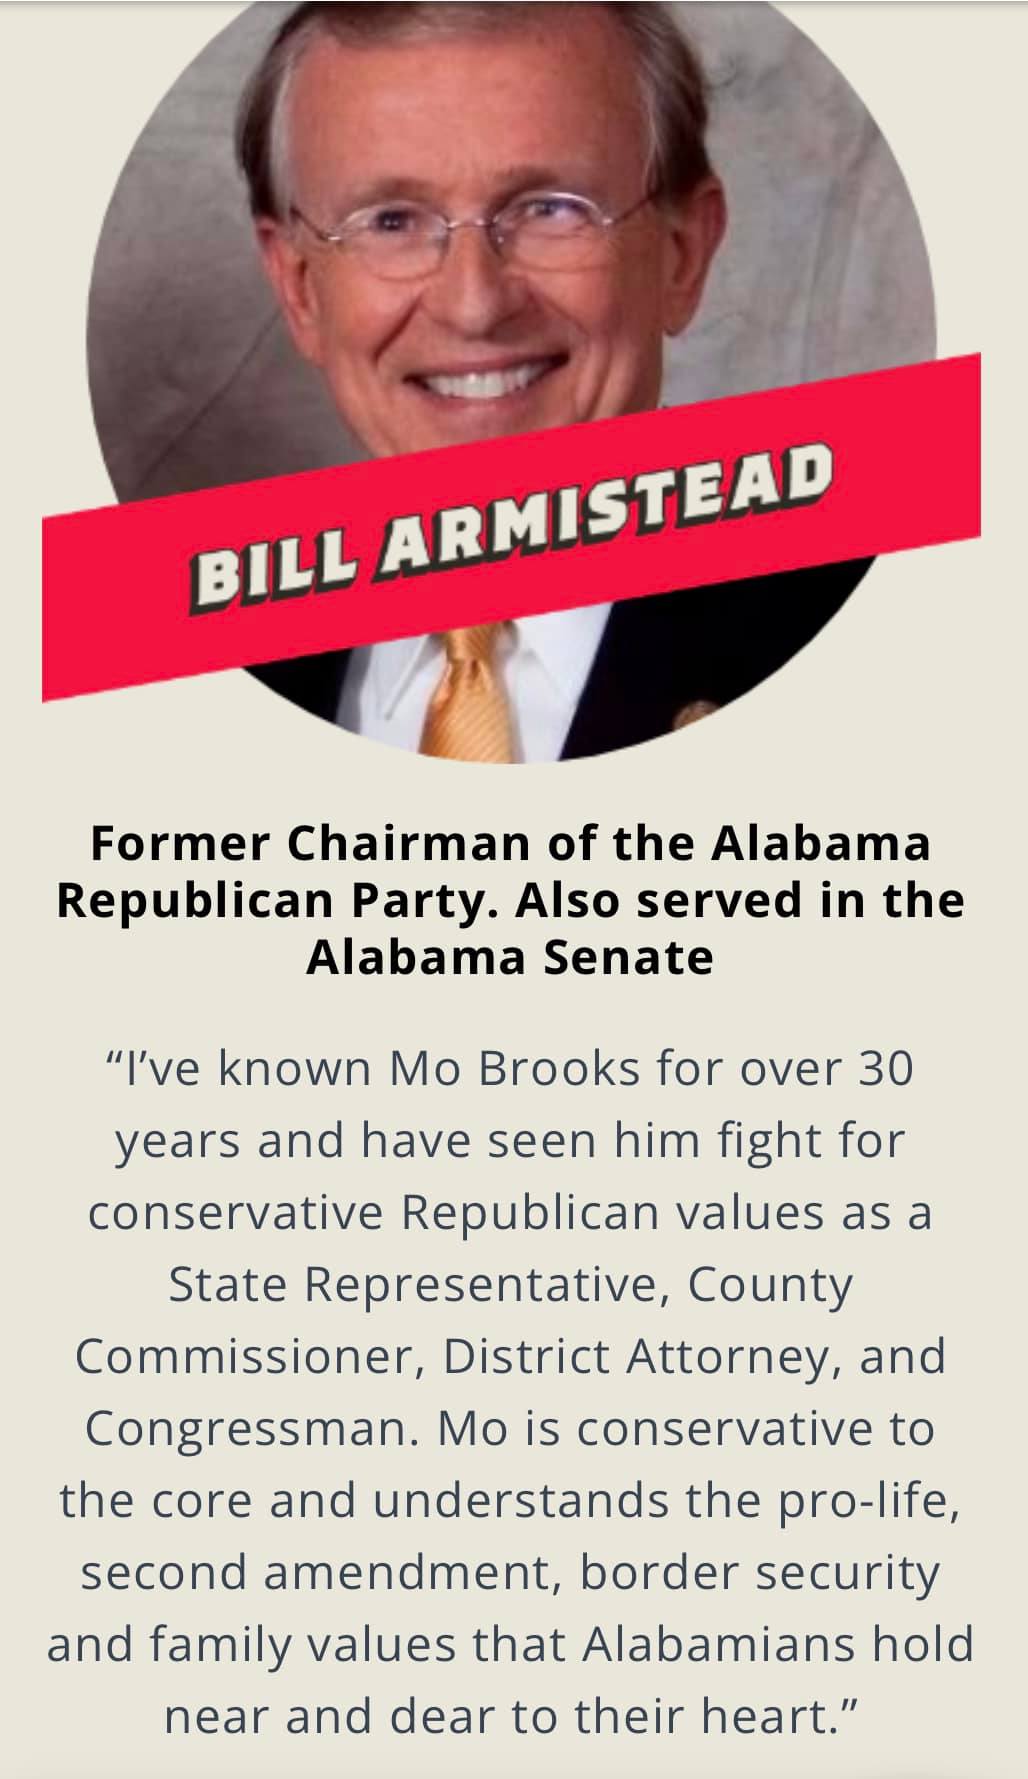 BILL ARMISTEAD
Former Chairman of the Alabama
Republican Party. Also served in the
Alabama Senate
“I’ve known Mo Brooks for over 30
years and have seen him fight for
conservative Republican values as a
State Representative, County
Commissioner, District Attorney, and
Congressman. Mo is conservative to
the core and understands the pro-life,
second amendment, border security
and family values that Alabamians hold
near and dear to their heart.”